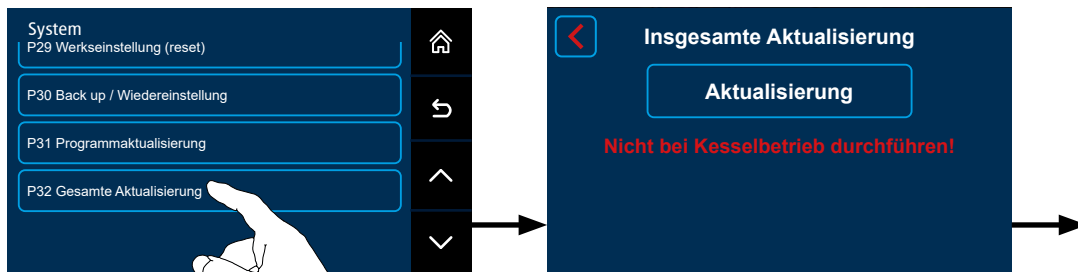 System
P29 Werkseinstellung (reset)
P30 Back up / Wiedereinstellung
P31 Programmaktualisierung
P32 Gesamte Aktualisierung
Insgesamte Aktualisierung
Aktualisierung
Nicht bei Kesselbetrieb durchführen!